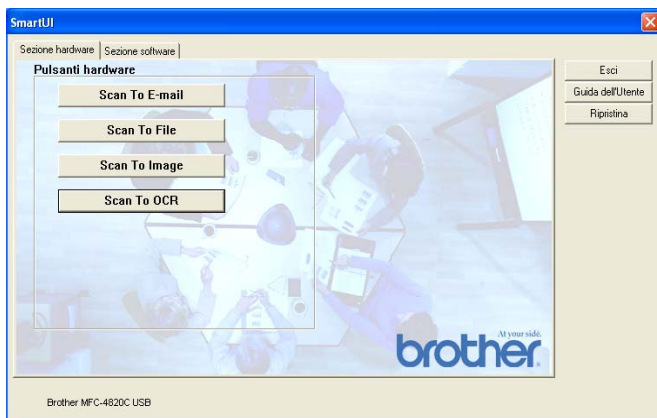 SmartUI
Sezione hardware Sezione software
Pulsanti hardware
Scan To E-mail
Scan To File
Scan To Image
Scan To OCR
Esci
Guida dell'Utente
Ripristina
At your side.
brother
Brother MFC-4820C USB